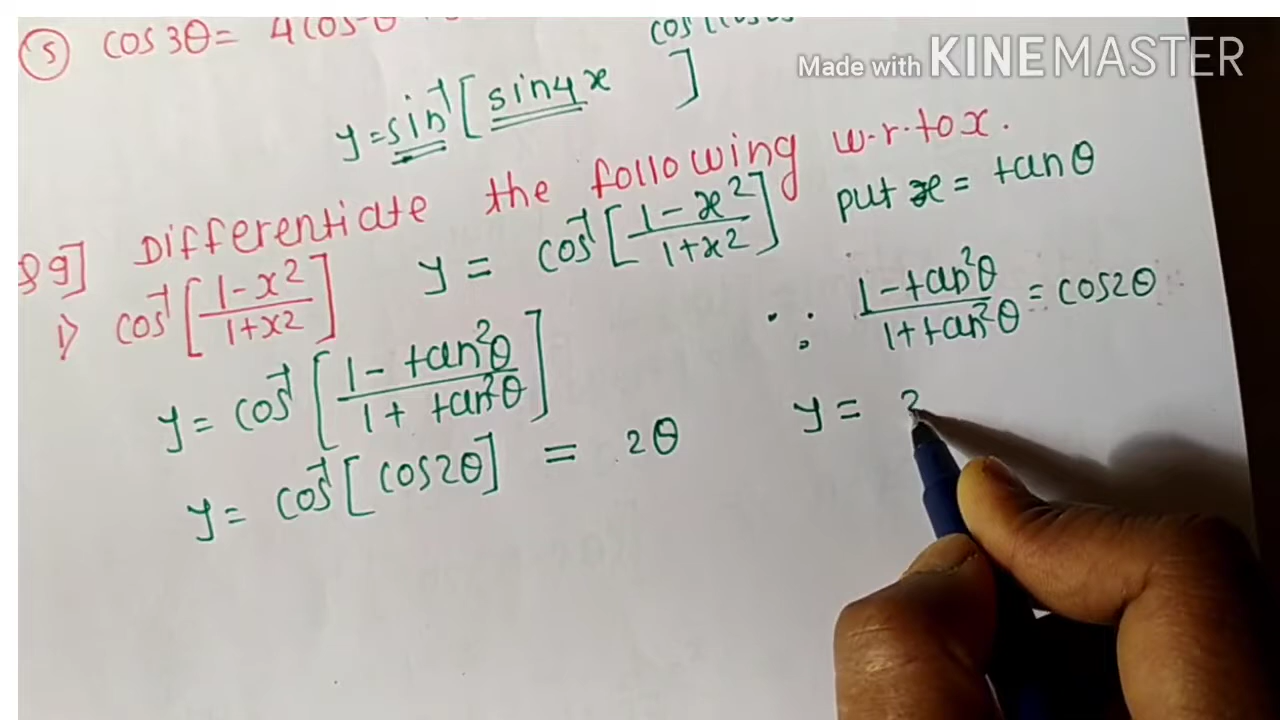 ⑤ cos 3θ = 4cos
Made with KINEMASTER
y = sin⁻¹ [sin4x ]
Q9] Differentiate the following w.r.to x.
1) cos⁻¹ [1-x²/1+x²] y = cos⁻¹ [1-x²/1+x²] put x = tanθ
y = cos⁻¹ [1-tan²θ/1+tan²θ] ∵ 1-tan²θ/1+tan²θ = cos2θ
y = cos⁻¹ [cos2θ] = 2θ y = 2